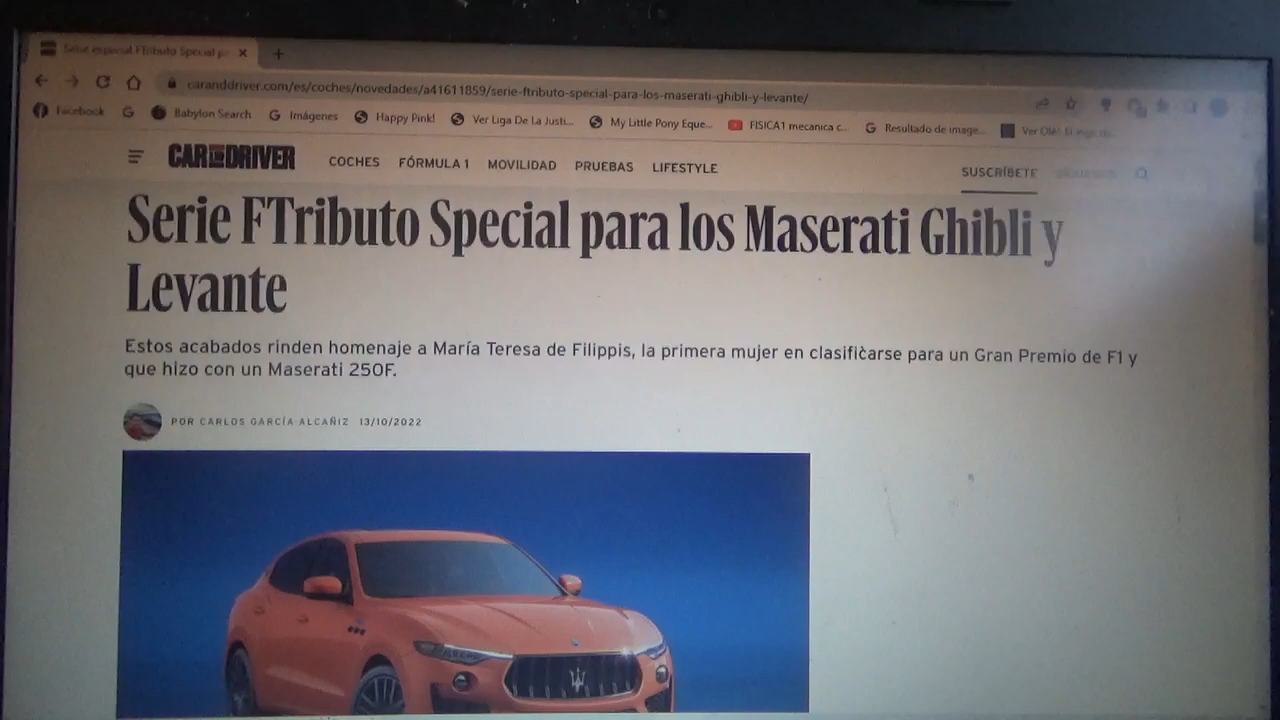 Serie especial FTributo Special p
caranddriver.com/es/coches/novedades/a41611859/serie-ftributo-special-para-los-maserati-ghibli-y-levante/
Facebook G Babylon Search G Imágenes Happy Pink! Ver Liga De La Justi... My Little Pony Eque... FISICA1 mecanica c... G Resultado de image... Ver Olé!
CAR AND DRIVER COCHES FÓRMULA 1 MOVILIDAD PRUEBAS LIFESTYLE SUSCRÍBETE
Serie FTributo Special para los Maserati Ghibli y
Levante
Estos acabados rinden homenaje a María Teresa de Filippis, la primera mujer en clasificarse para un Gran Premio de F1 y
que hizo con un Maserati 250F.
POR CARLOS GARCÍA-ALCAÑIZ 13/10/2022